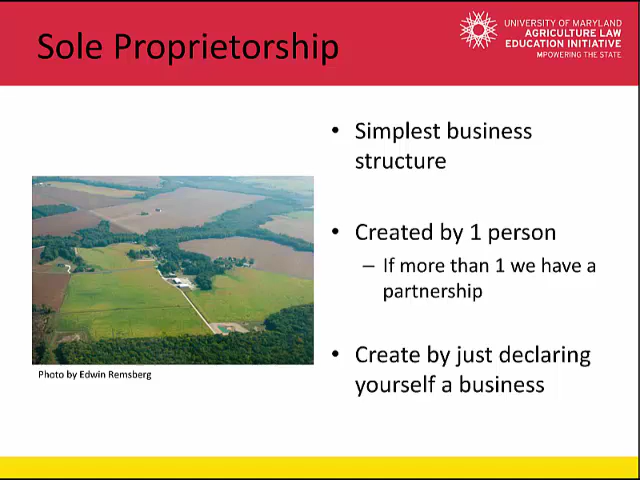 Sole Proprietorship
UNIVERSITY OF MARYLAND
AGRICULTURE LAW
EDUCATION INITIATIVE
MPOWERING THE STATE
• Simplest business
structure
• Created by 1 person
– If more than 1 we have a
partnership
• Create by just declaring
yourself a business
Photo by Edwin Remsberg